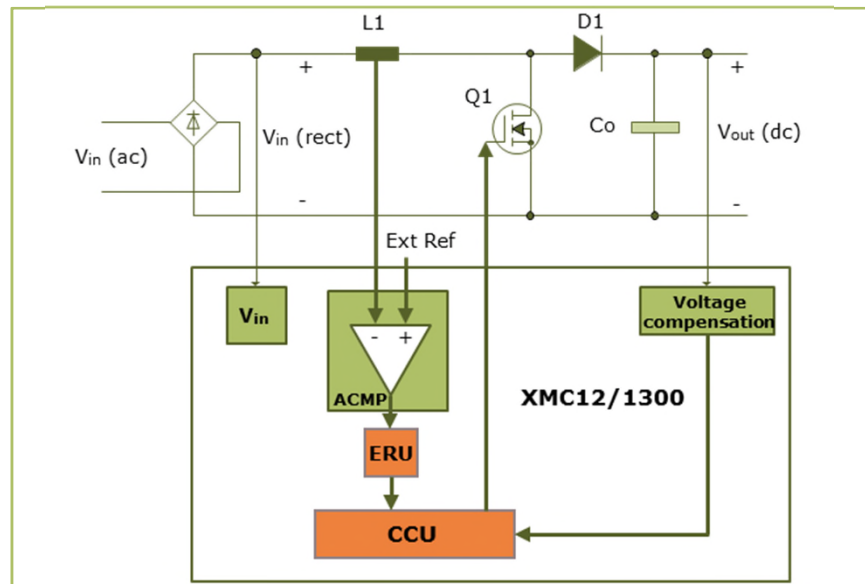 L1
D1
+
+
Q1
Co
Vin (ac)
Vin (rect)
Vout (dc)
-
-
Ext Ref
Vin
- +
ACMP
Voltage
compensation
XMC12/1300
ERU
CCU